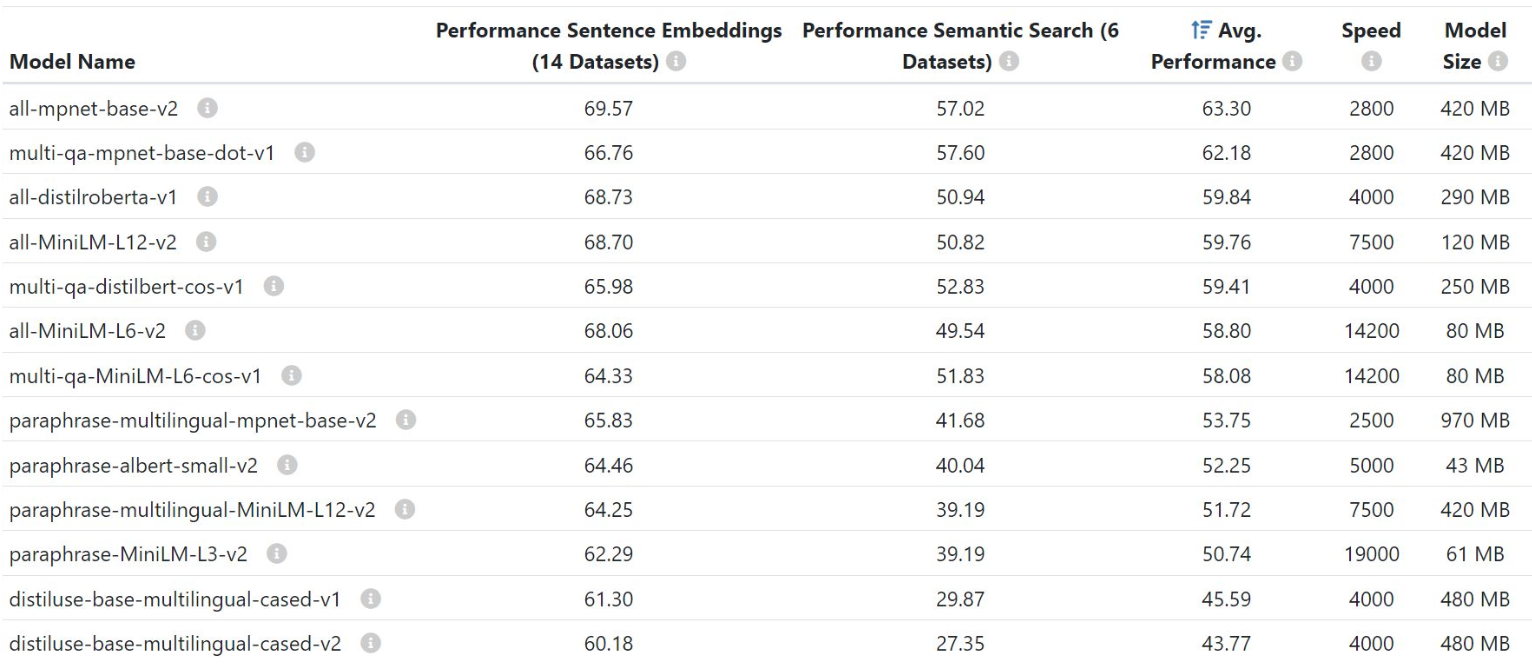 Model Name Performance Sentence Embeddings (14 Datasets) Performance Semantic Search (6 Datasets) Avg. Performance Speed Model Size
all-mpnet-base-v2 69.57 57.02 63.30 2800 420 MB
multi-qa-mpnet-base-dot-v1 66.76 57.60 62.18 2800 420 MB
all-distilroberta-v1 68.73 50.94 59.84 4000 290 MB
all-MiniLM-L12-v2 68.70 50.82 59.76 7500 120 MB
multi-qa-distilbert-cos-v1 65.98 52.83 59.41 4000 250 MB
all-MiniLM-L6-v2 68.06 49.54 58.80 14200 80 MB
multi-qa-MiniLM-L6-cos-v1 64.33 51.83 58.08 14200 80 MB
paraphrase-multilingual-mpnet-base-v2 65.83 41.68 53.75 2500 970 MB
paraphrase-albert-small-v2 64.46 40.04 52.25 5000 43 MB
paraphrase-multilingual-MiniLM-L12-v2 64.25 39.19 51.72 7500 420 MB
paraphrase-MiniLM-L3-v2 62.29 39.19 50.74 19000 61 MB
distiluse-base-multilingual-cased-v1 61.30 29.87 45.59 4000 480 MB
distiluse-base-multilingual-cased-v2 60.18 27.35 43.77 4000 480 MB